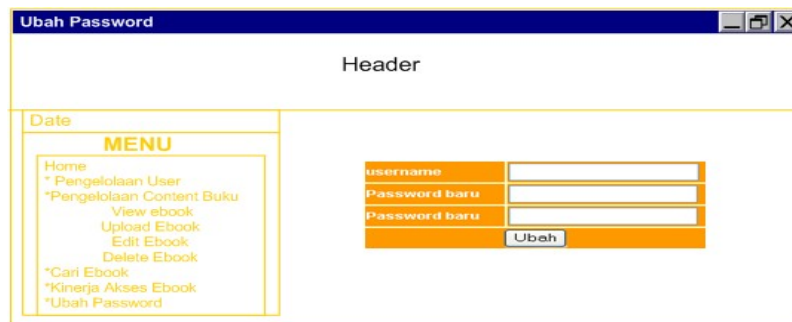 Ubah Password
Header
Date
MENU
Home
* Pengelolaan User
*Pengelolaan Content Buku
View ebook
Upload Ebook
Edit Ebook
Delete Ebook
*Cari Ebook
*Kinerja Akses Ebook
*Ubah Password
username
Password baru
Password baru
Ubah